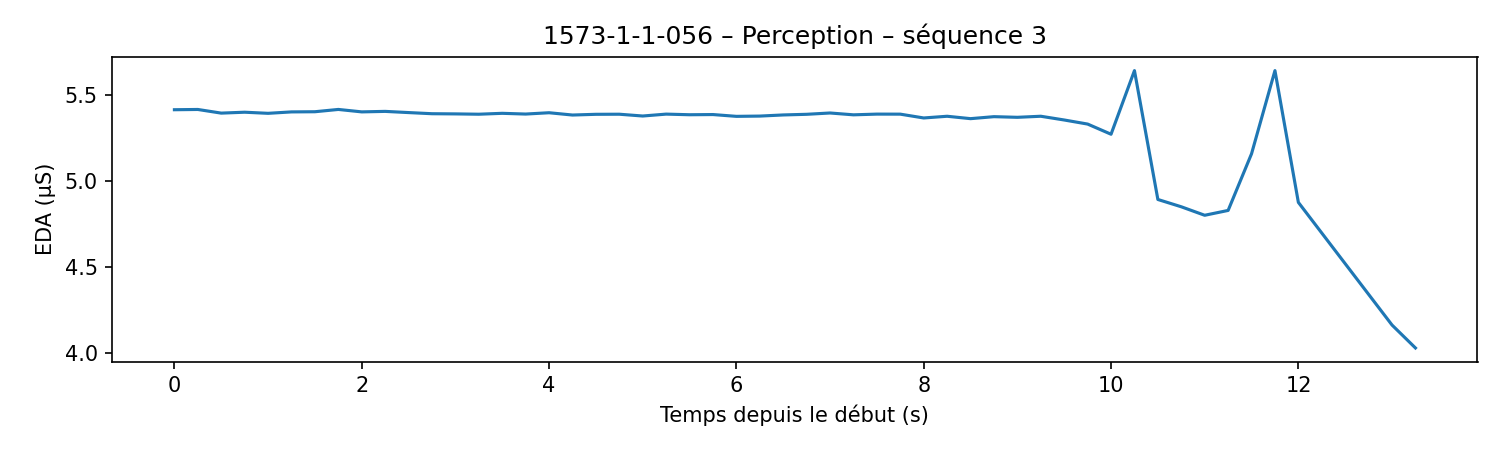 1573-1-1-056 – Perception – séquence 3
EDA (µS)
5.5
5.0
4.5
4.0
0 2 4 6 8 10 12
Temps depuis le début (s)